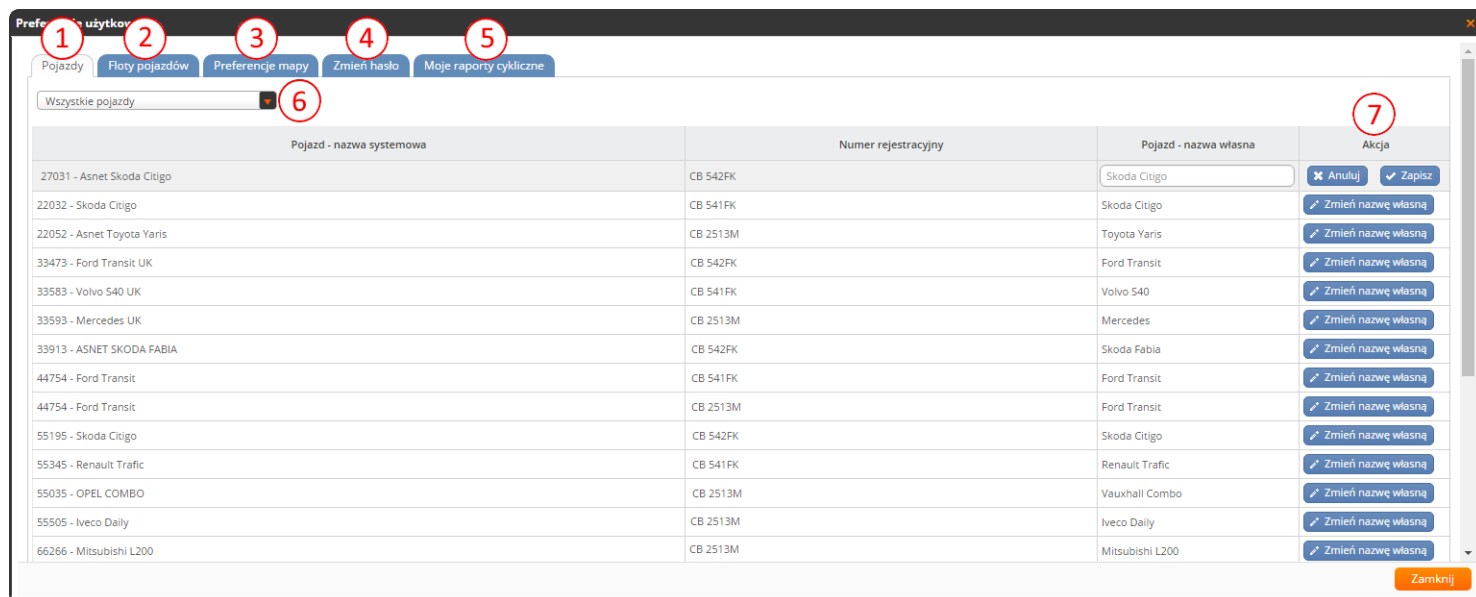 Preferencje użytkow
1 2 3 4 5
Pojazdy Floty pojazdów Preferencje mapy Zmień hasło Moje raporty cykliczne
Wszystkie pojazdy 6
7
Pojazd - nazwa systemowa Numer rejestracyjny Pojazd - nazwa własna Akcja
27031 - Asnet Skoda Citigo CB 542FK Skoda Citigo Anuluj Zapisz
22032 - Skoda Citigo CB 541FK Skoda Citigo Zmień nazwę własną
22052 - Asnet Toyota Yaris CB 2513M Toyota Yaris Zmień nazwę własną
33473 - Ford Transit UK CB 542FK Ford Transit Zmień nazwę własną
33583 - Volvo S40 UK CB 541FK Volvo S40 Zmień nazwę własną
33593 - Mercedes UK CB 2513M Mercedes Zmień nazwę własną
33913 - ASNET SKODA FABIA CB 542FK Skoda Fabia Zmień nazwę własną
44754 - Ford Transit CB 541FK Ford Transit Zmień nazwę własną
44754 - Ford Transit CB 2513M Ford Transit Zmień nazwę własną
55195 - Skoda Citigo CB 542FK Skoda Citigo Zmień nazwę własną
55345 - Renault Trafic CB 541FK Renault Trafic Zmień nazwę własną
55035 - OPEL COMBO CB 2513M Vauxhall Combo Zmień nazwę własną
55505 - Iveco Daily CB 2513M Iveco Daily Zmień nazwę własną
66266 - Mitsubishi L200 CB 2513M Mitsubishi L200 Zmień nazwę własną
Zamknij